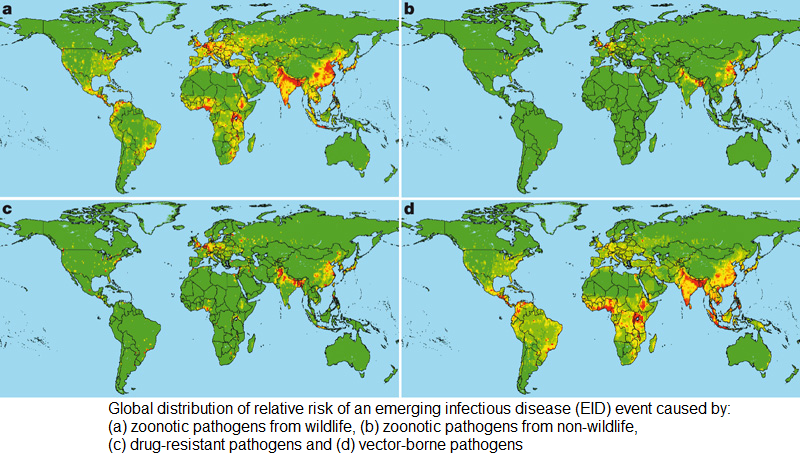 a
b
c
d
Global distribution of relative risk of an emerging infectious disease (EID) event caused by:
(a) zoonotic pathogens from wildlife, (b) zoonotic pathogens from non-wildlife,
(c) drug-resistant pathogens and (d) vector-borne pathogens